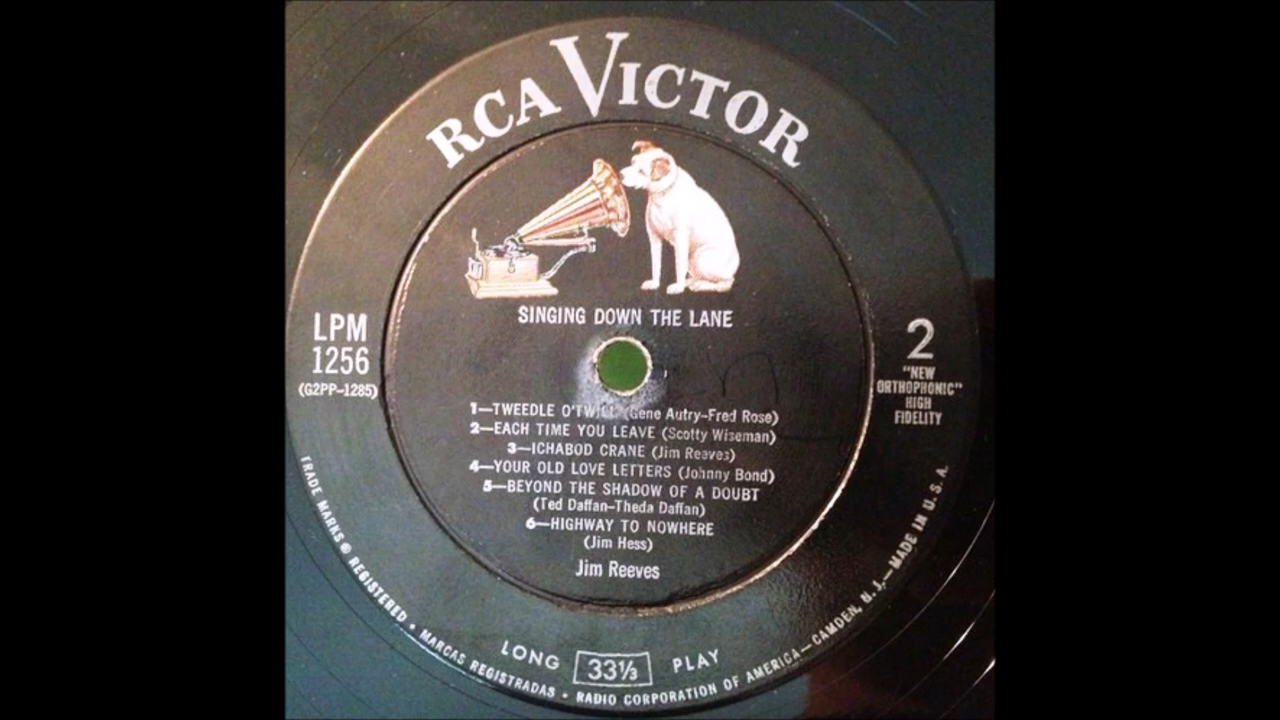 RCA VICTOR
SINGING DOWN THE LANE
LPM
1256
(G2PP-1285)
2
"NEW
ORTHOPHONIC"
HIGH
FIDELITY
1—TWEEDLE O'TWILL (Gene Autry-Fred Rose)
2—EACH TIME YOU LEAVE (Scotty Wiseman)
3—ICHABOD CRANE (Jim Reeves)
4—YOUR OLD LOVE LETTERS (Johnny Bond)
5—BEYOND THE SHADOW OF A DOUBT
(Ted Daffan-Theda Daffan)
6—HIGHWAY TO NOWHERE
(Jim Hess)
Jim Reeves
LONG 33⅓ PLAY
TRADE MARKS ® REGISTERED • MARCAS REGISTRADAS • RADIO CORPORATION OF AMERICA—CAMDEN, N. J.—MADE IN U. S. A.